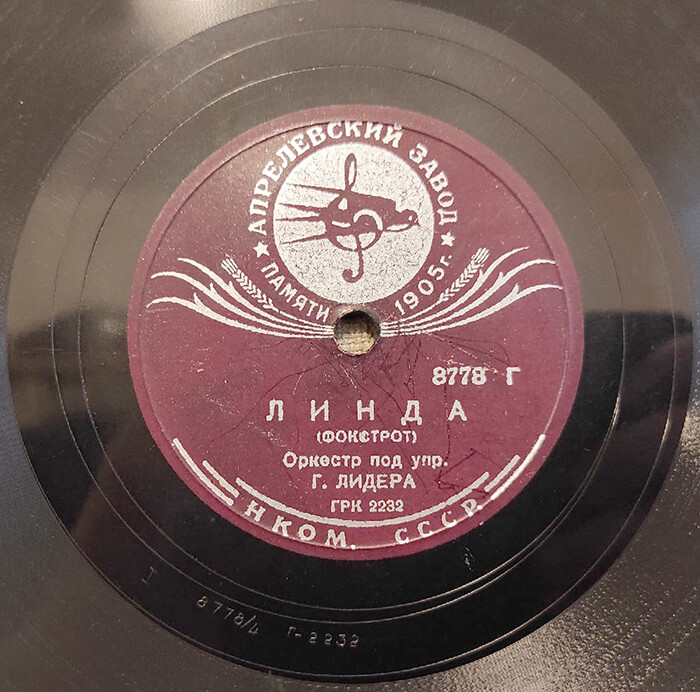 ★ АПРЕЛЕВСКИЙ ЗАВОД ★
ПАМЯТИ 1905г.
8778 Г
ЛИНДА
(ФОКСТРОТ)
Оркестр под упр.
Г. ЛИДЕРА
ГРК 2232
НКОМ. СССР.
I 8778/4 Г-2232